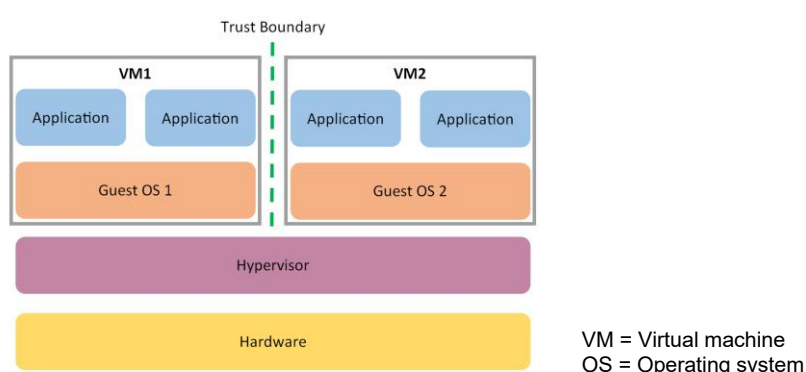 Trust Boundary
VM1
VM2
Application
Application
Application
Application
Guest OS 1
Guest OS 2
Hypervisor
Hardware
VM = Virtual machine
OS = Operating system